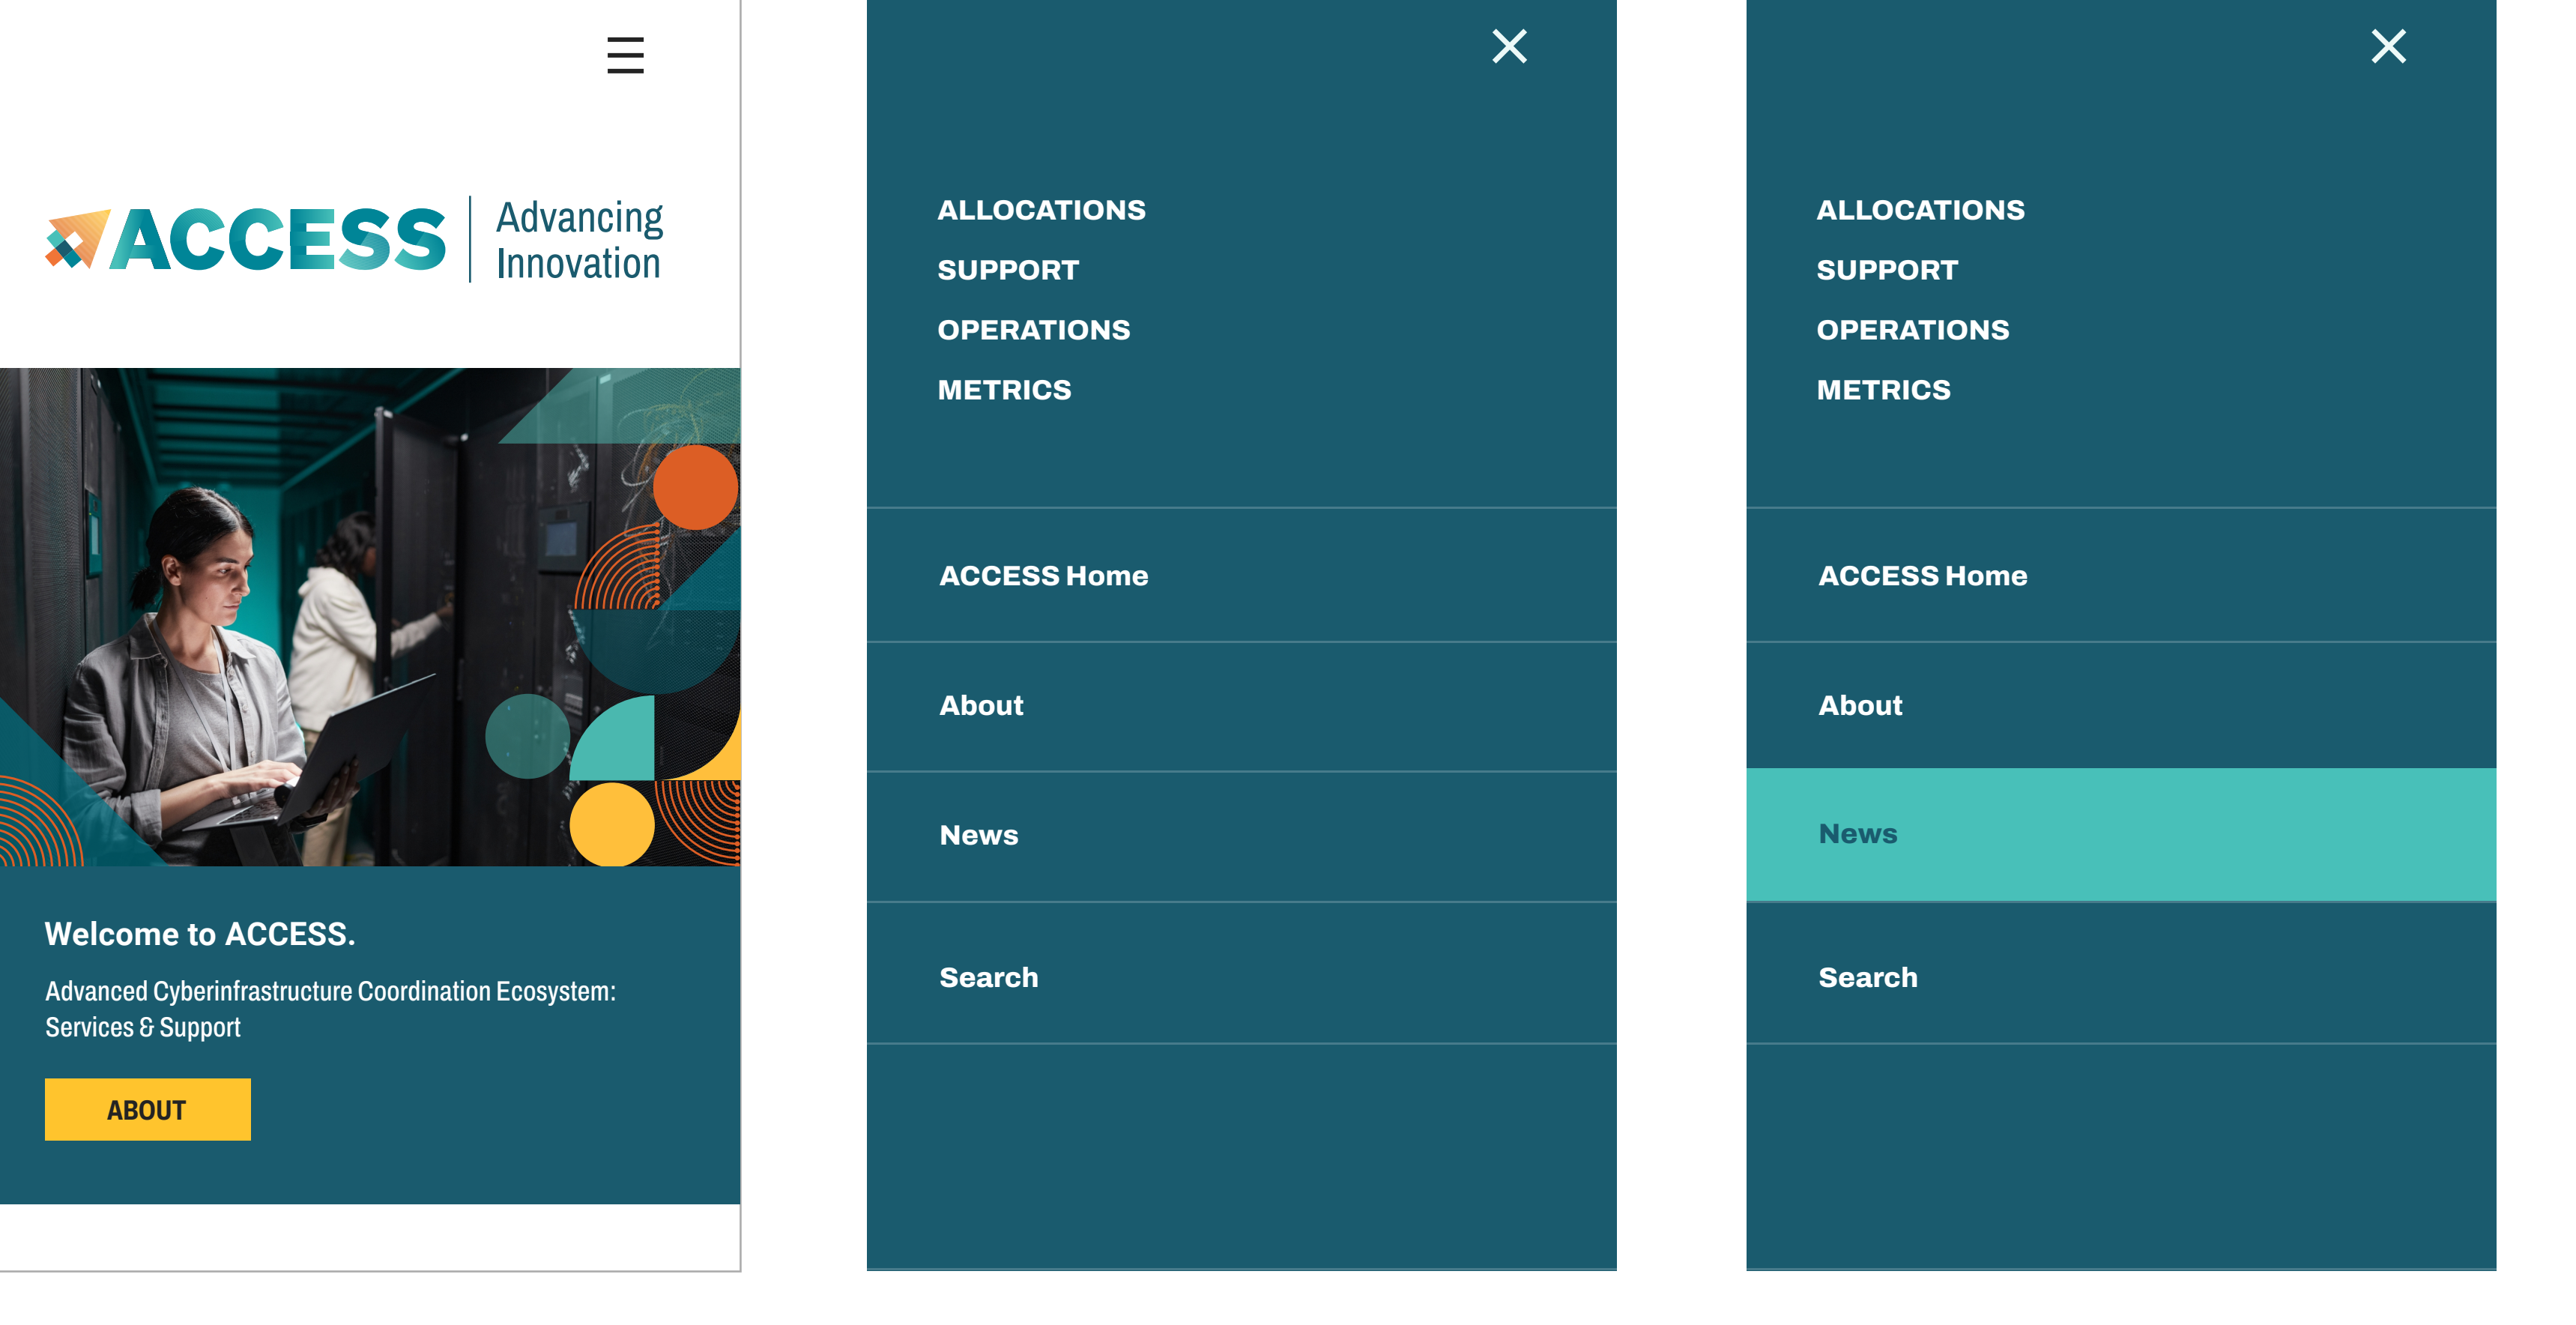 ACCESS
Advancing
Innovation
Welcome to ACCESS.
Advanced Cyberinfrastructure Coordination Ecosystem:
Services & Support
ABOUT
ALLOCATIONS
SUPPORT
OPERATIONS
METRICS
ACCESS Home
About
News
Search
ALLOCATIONS
SUPPORT
OPERATIONS
METRICS
ACCESS Home
About
News
Search